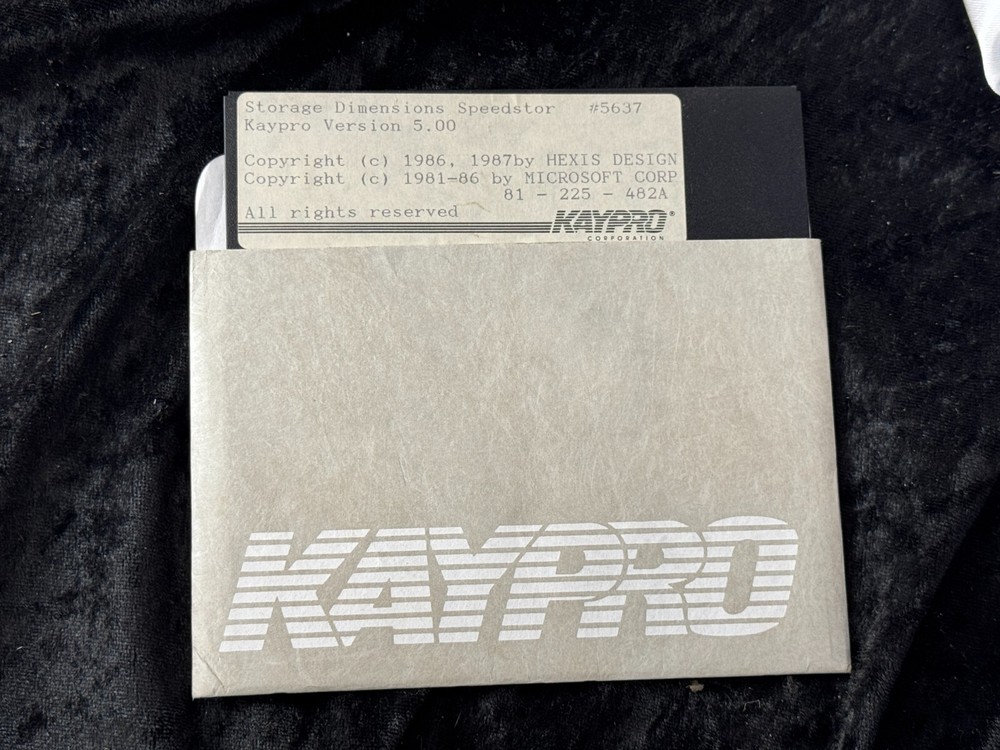 Storage Dimensions Speedstor #5637
Kaypro Version 5.00
Copyright (c) 1986, 1987by HEXIS DESIGN
Copyright (c) 1981-86 by MICROSOFT CORP
81 - 225 - 482A
All rights reserved
KAYPRO®
CORPORATION
KAYPRO